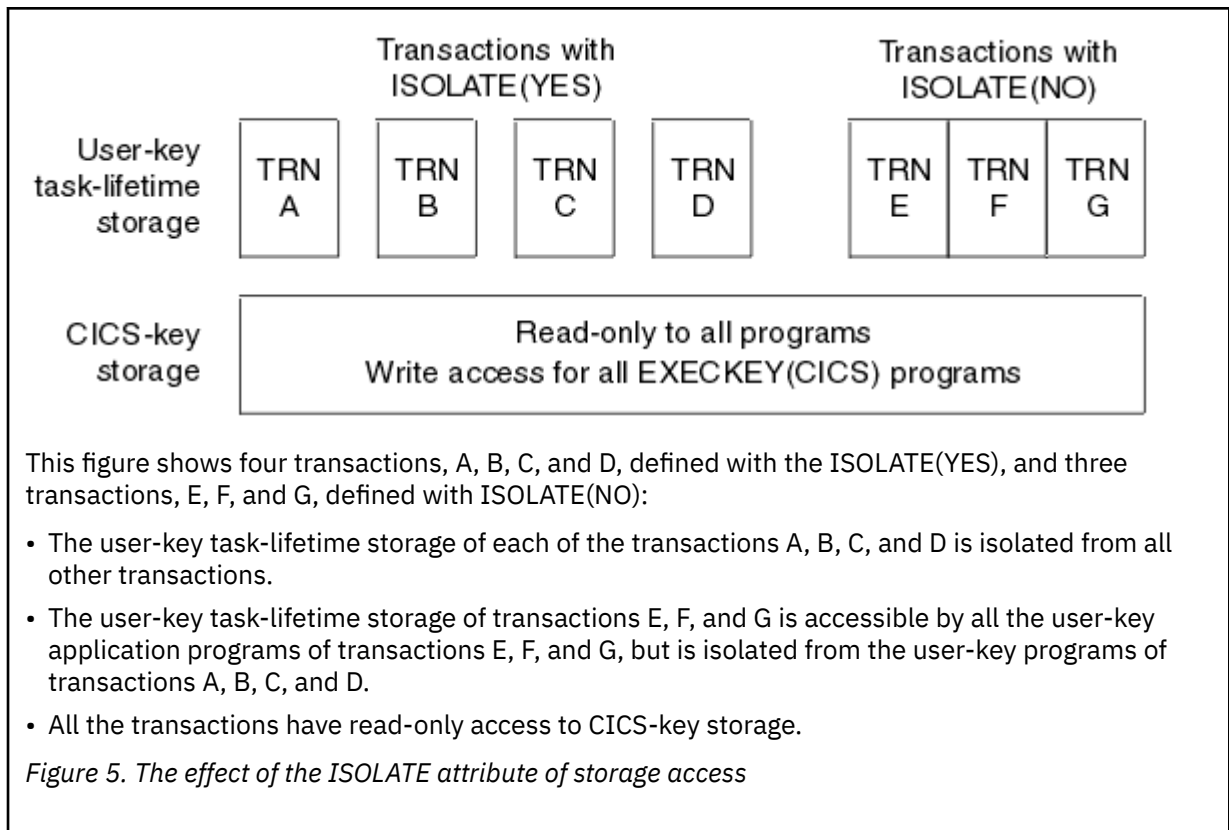 Transactions with
ISOLATE(YES)
Transactions with
ISOLATE(NO)
User-key
task-lifetime
storage
TRN
A
TRN
B
TRN
C
TRN
D
TRN
E
TRN
F
TRN
G
CICS-key
storage
Read-only to all programs
Write access for all EXECKEY(CICS) programs
This figure shows four transactions, A, B, C, and D, defined with the ISOLATE(YES), and three
transactions, E, F, and G, defined with ISOLATE(NO):
• The user-key task-lifetime storage of each of the transactions A, B, C, and D is isolated from all
other transactions.
• The user-key task-lifetime storage of transactions E, F, and G is accessible by all the user-key
application programs of transactions E, F, and G, but is isolated from the user-key programs of
transactions A, B, C, and D.
• All the transactions have read-only access to CICS-key storage.
Figure 5. The effect of the ISOLATE attribute of storage access